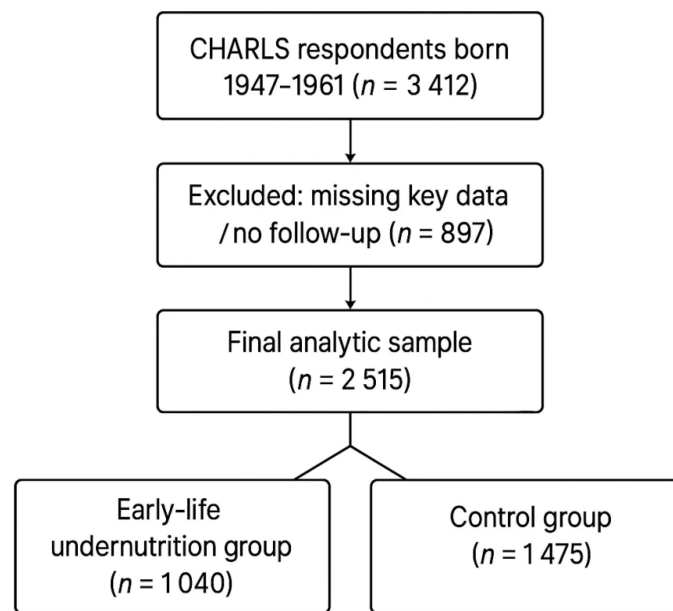 CHARLS respondents born
1947–1961 (n = 3 412)
Excluded: missing key data
/ no follow-up (n = 897)
Final analytic sample
(n = 2 515)
Early-life
undernutrition group
(n = 1 040)
Control group
(n = 1 475)